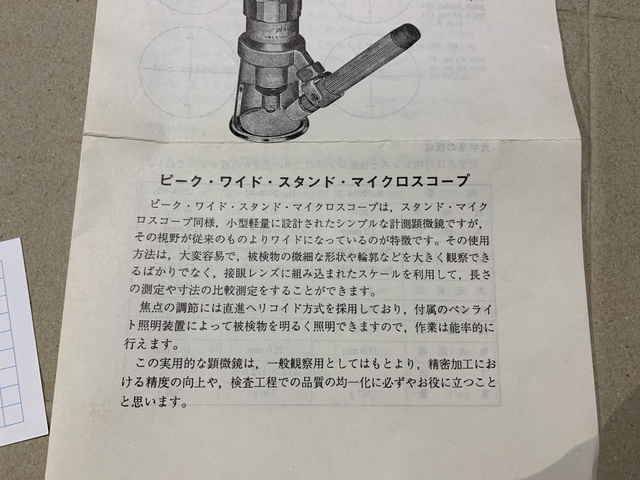 ピーク・ワイド・スタンド・マイクロスコープ
ピーク・ワイド・スタンド・マイクロスコープは，スタンド・マイク
ロスコープ同様，小型軽量に設計されたシンプルな計測顕微鏡ですが，
その視野が従来のものよりワイドになっているのが特徴です。その使用
方法は，大変容易で，被検物の微細な形状や輪郭などを大きく観察でき
るばかりでなく，接眼レンズに組み込まれたスケールを利用して，長さ
の測定や寸法の比較測定をすることができます。
焦点の調節には直進ヘリコイド方式を採用しており，付属のペンライ
ト照明装置によって被検物を明るく照明できますので，作業は能率的に
行えます。
この実用的な顕微鏡は，一般観察用としてはもとより，精密加工にお
ける精度の向上や，検査工程での品質の均一化に必ずやお役に立つこと
と思います。